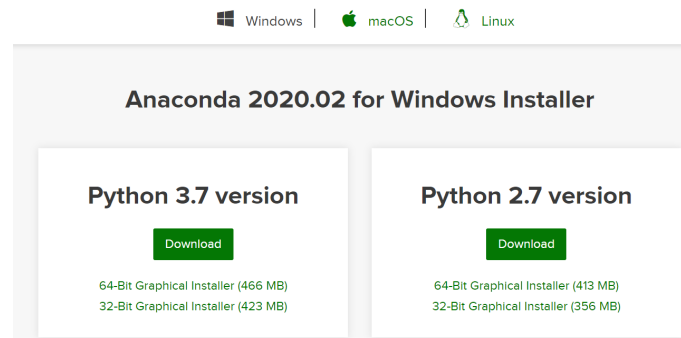 Windows | macOS | Linux
Anaconda 2020.02 for Windows Installer
Python 3.7 version
Download
64-Bit Graphical Installer (466 MB)
32-Bit Graphical Installer (423 MB)
Python 2.7 version
Download
64-Bit Graphical Installer (413 MB)
32-Bit Graphical Installer (356 MB)